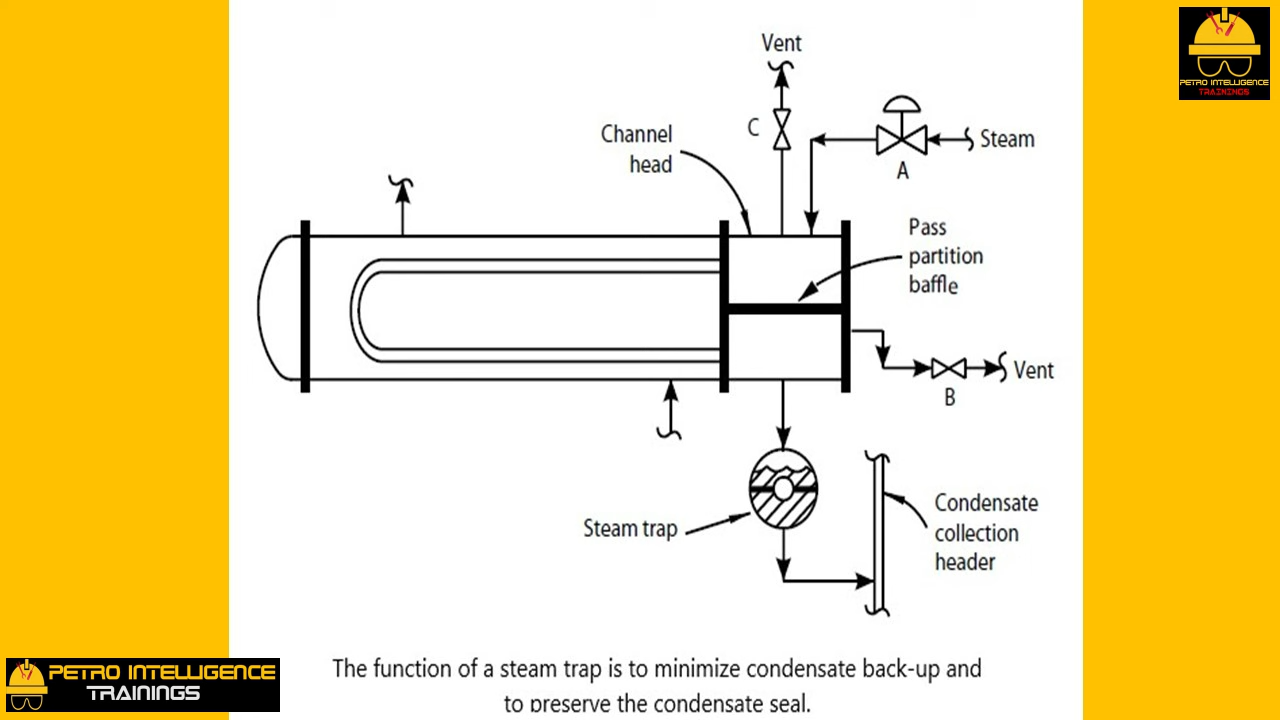 PETRO INTELLIGENCE
TRAININGS
Vent
C
Steam
A
Channel
head
Pass
partition
baffle
Vent
B
Steam trap
Condensate
collection
header
PETRO INTELLIGENCE
TRAININGS
The function of a steam trap is to minimize condensate back-up and
to preserve the condensate seal.